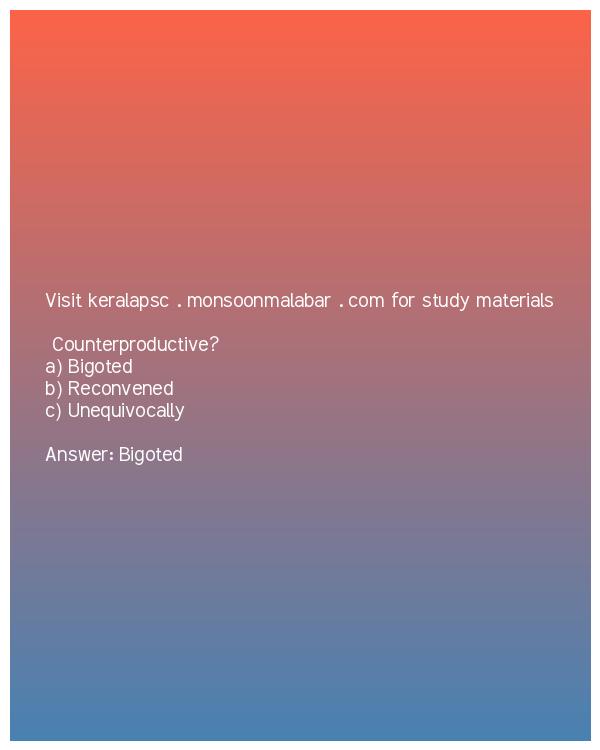 Visit keralapsc . monsoonmalabar . com for study materials
Counterproductive?
a) Bigoted
b) Reconvened
c) Unequivocally
Answer: Bigoted